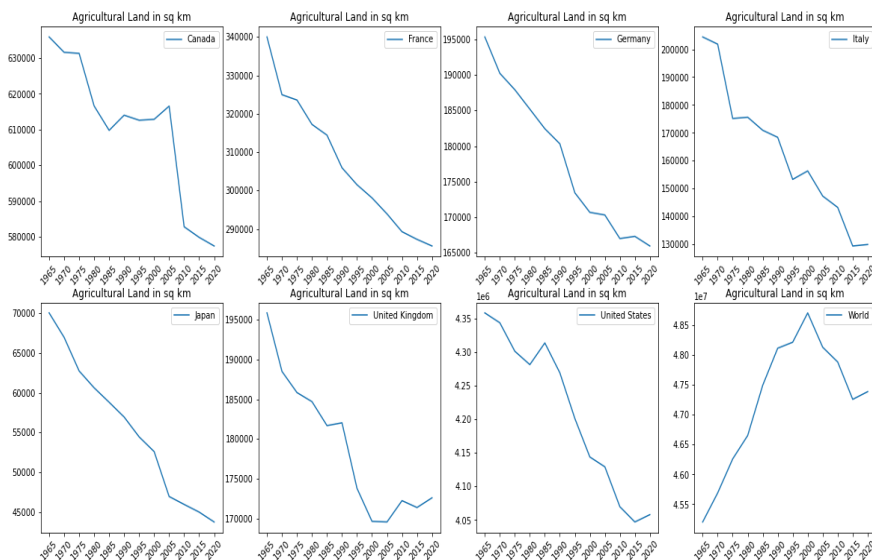 Agricultural Land in sq km
Canada
630000
620000
610000
600000
590000
580000
1965 1970 1975 1980 1985 1990 1995 2000 2005 2010 2015 2020
Agricultural Land in sq km
France
340000
330000
320000
310000
300000
290000
1965 1970 1975 1980 1985 1990 1995 2000 2005 2010 2015 2020
Agricultural Land in sq km
Germany
195000
190000
185000
180000
175000
170000
165000
1965 1970 1975 1980 1985 1990 1995 2000 2005 2010 2015 2020
Agricultural Land in sq km
Italy
200000
190000
180000
170000
160000
150000
140000
130000
1965 1970 1975 1980 1985 1990 1995 2000 2005 2010 2015 2020
Agricultural Land in sq km
Japan
70000
65000
60000
55000
50000
45000
1965 1970 1975 1980 1985 1990 1995 2000 2005 2010 2015 2020
Agricultural Land in sq km
United Kingdom
195000
190000
185000
180000
175000
170000
1965 1970 1975 1980 1985 1990 1995 2000 2005 2010 2015 2020
1e6
Agricultural Land in sq km
United States
4.35
4.30
4.25
4.20
4.15
4.10
4.05
1965 1970 1975 1980 1985 1990 1995 2000 2005 2010 2015 2020
1e7
Agricultural Land in sq km
World
4.85
4.80
4.75
4.70
4.65
4.60
4.55
1965 1970 1975 1980 1985 1990 1995 2000 2005 2010 2015 2020